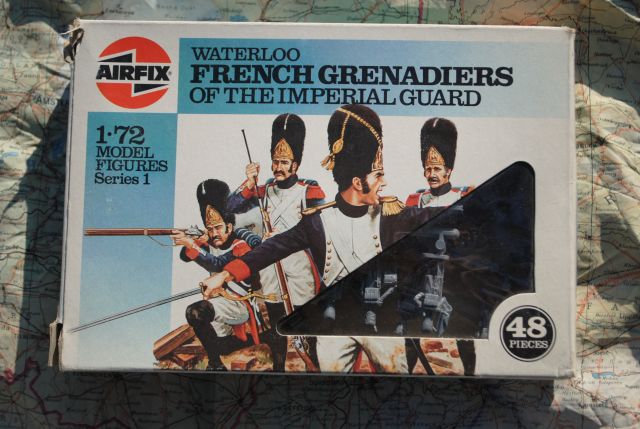 AIRFIX
WATERLOO
FRENCH GRENADIERS
OF THE IMPERIAL GUARD
1·72
MODEL
FIGURES
Series 1
48
PIECES